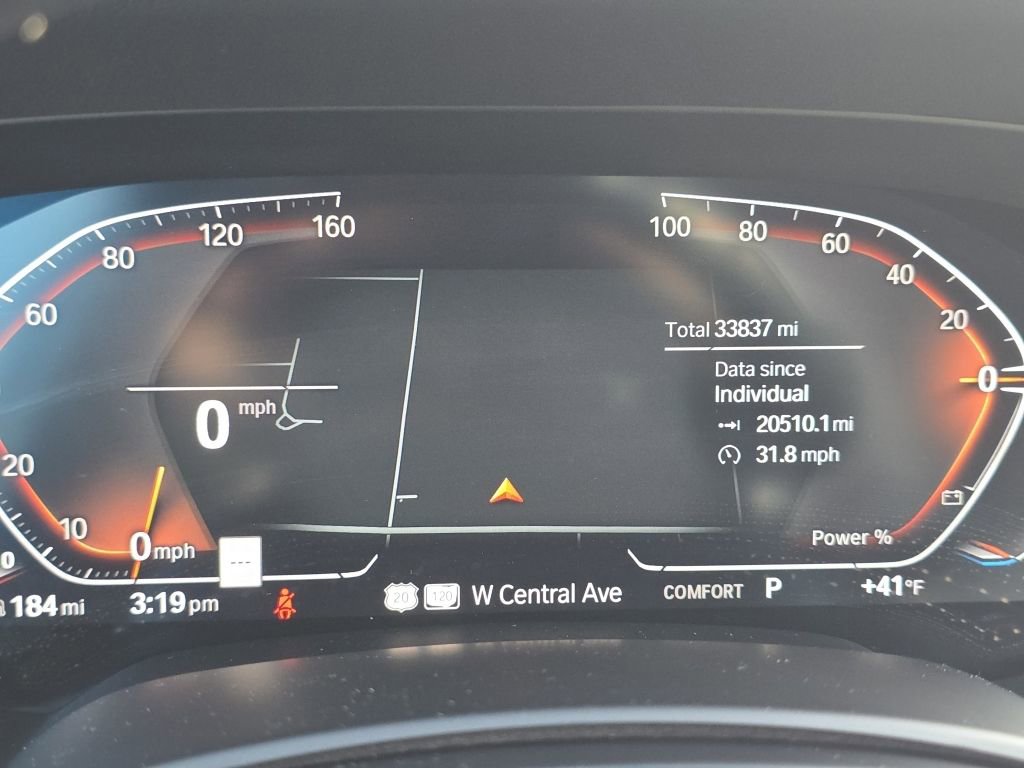 160
120
80
60
20
10
0 mph
0 mph
---
184 mi
3:19 pm
20
120
W Central Ave
COMFORT P
+41°F
100
80
60
40
20
0
Total 33837 mi
Data since
Individual
20510.1 mi
31.8 mph
Power %